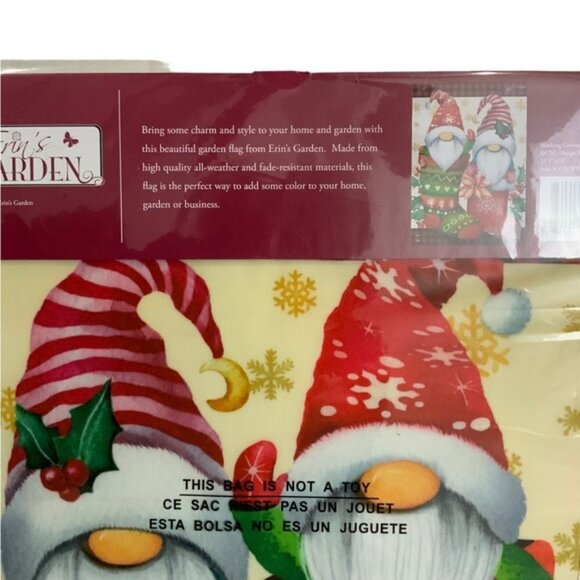 Erin's
GARDEN
Erin's Garden
Bring some charm and style to your home and garden with
this beautiful garden flag from Erin's Garden. Made from
high quality all-weather and fade-resistant materials, this
flag is the perfect way to add some color to your home,
garden or business.
THIS BAG IS NOT A TOY
CE SAC N'EST PAS UN JOUET
ESTA BOLSA NO ES UN JUGUETE